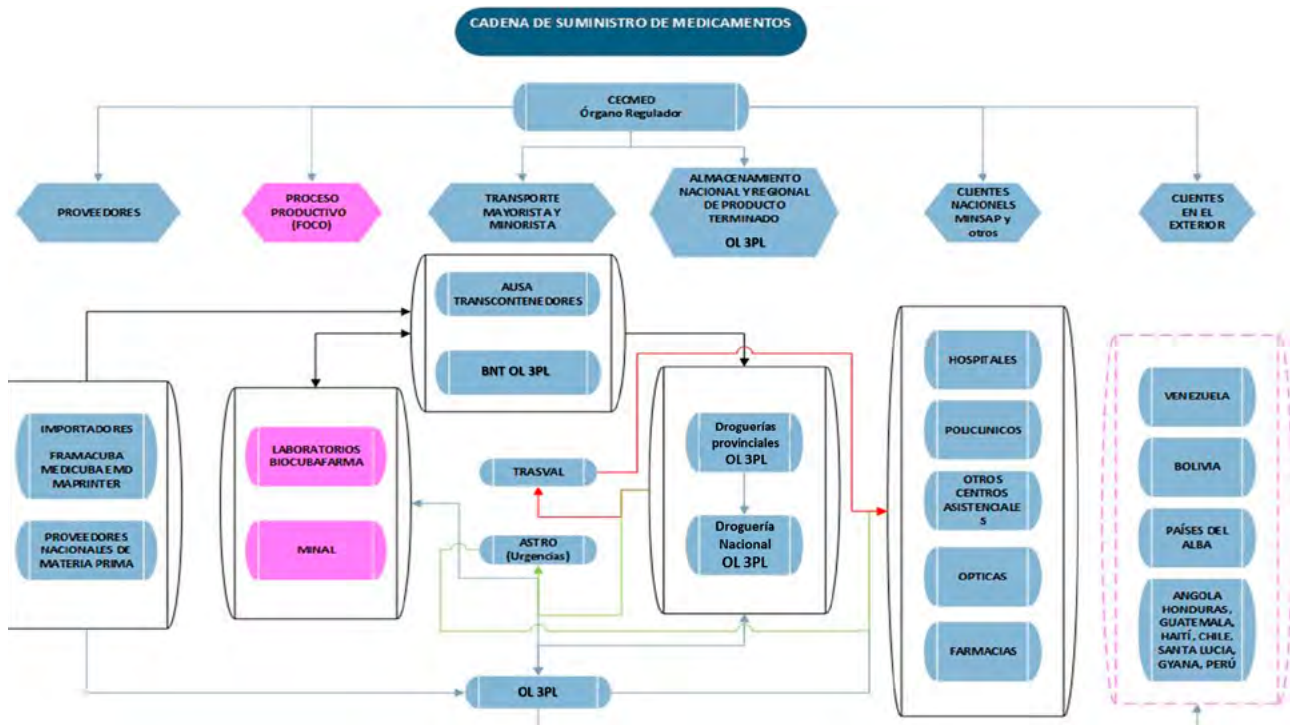 CADENA DE SUMINISTRO DE MEDICAMENTOS
CECMED
Órgano Regulador
PROVEEDORES
PROCESO
PRODUCTIVO
(FOCO)
TRANSPORTE
MAYORISTA Y
MINORISTA
ALMACENAMIENTO
NACIONAL Y REGIONAL
DE PRODUCTO
TERMINADO
OL 3PL
CLIENTES
NACIONELS
MINSAP y
otros
CLIENTES
EN EL
EXTERIOR
IMPORTADORES
FRAMACUBA
MEDICUBA EMD
MAPRINTER
PROVEEDORES
NACIONALES DE
MATERIA PRIMA
LABORATORIOS
BIOCUBAFARMA
MINAL
AUSA
TRANSCONTENEDORES
BNT OL 3PL
TRASVAL
ASTRO
(Urgencias)
OL 3PL
Droguerías
provinciales
OL 3PL
Droguería
Nacional
OL 3PL
HOSPITALES
POLICLINICOS
OTROS
CENTROS
ASISTENCIALE
S
OPTICAS
FARMACIAS
VENEZUELA
BOLIVIA
PAÍSES DEL
ALBA
ANGOLA
HONDURAS,
GUATEMALA,
HAITÍ, CHILE,
SANTA LUCIA,
GYANA, PERÚ